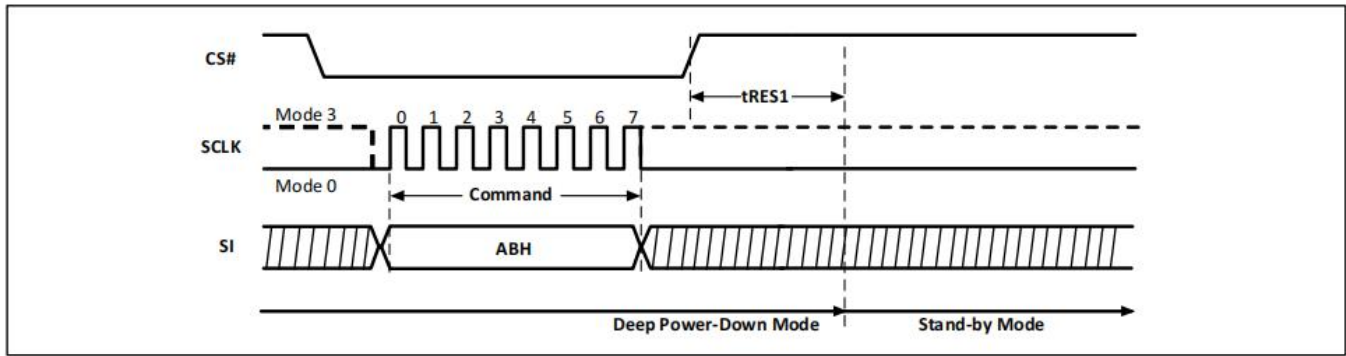 CS#
tRES1
Mode 3
0 1 2 3 4 5 6 7
SCLK
Mode 0
Command
SI
ABH
Deep Power-Down Mode
Stand-by Mode